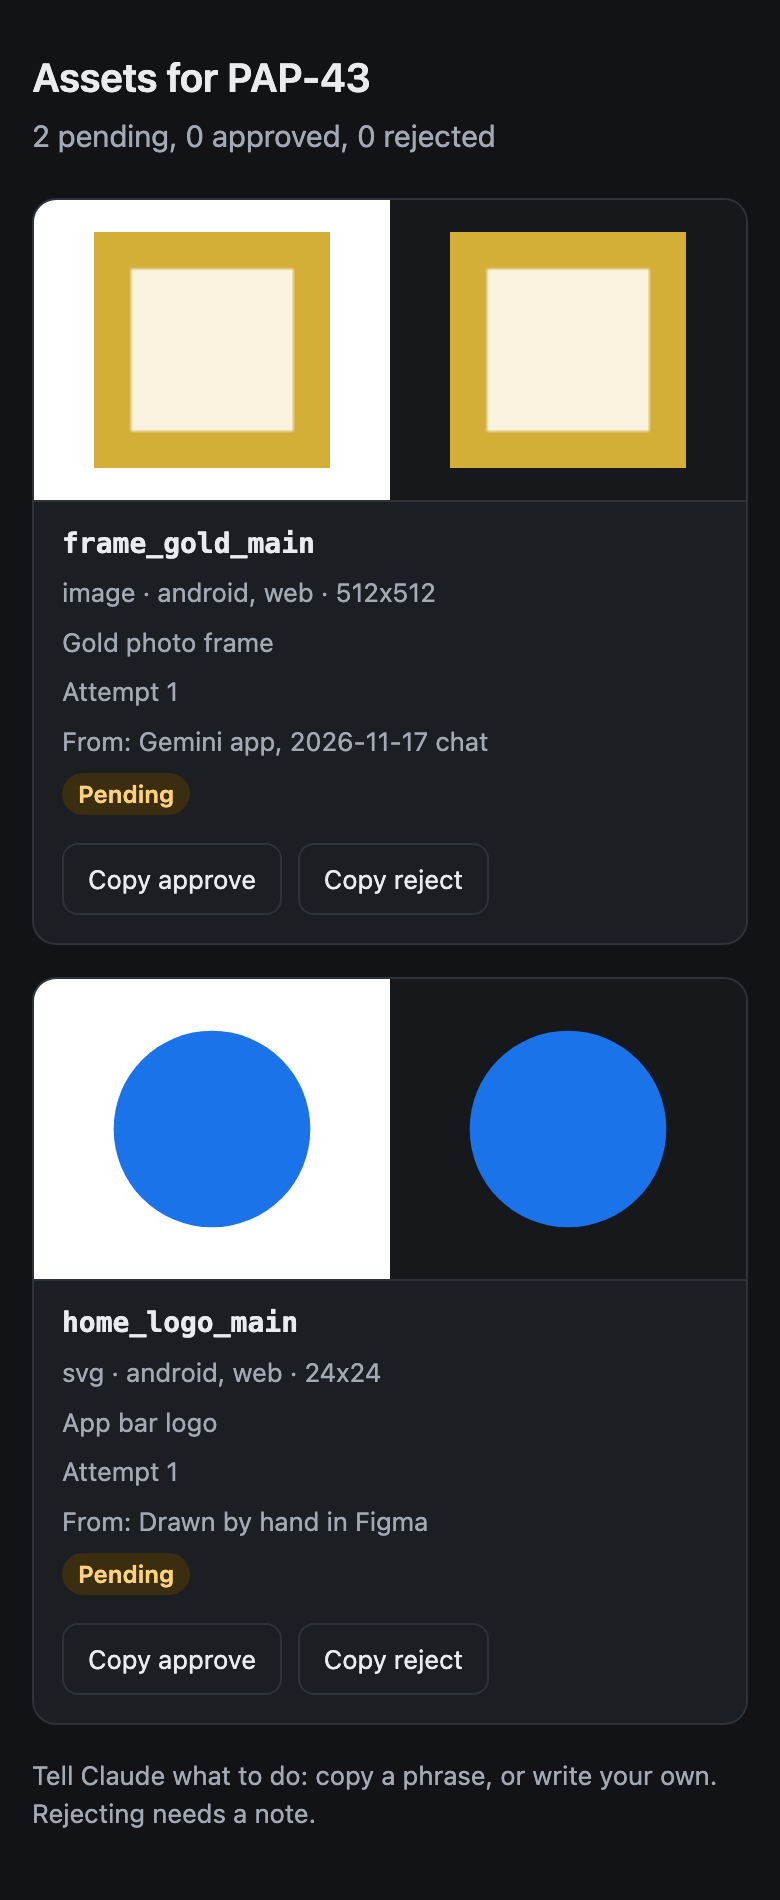 Assets for PAP-43
2 pending, 0 approved, 0 rejected
frame_gold_main
image · android, web · 512x512
Gold photo frame
Attempt 1
From: Gemini app, 2026-11-17 chat
Pending
Copy approve
Copy reject
home_logo_main
svg · android, web · 24x24
App bar logo
Attempt 1
From: Drawn by hand in Figma
Pending
Copy approve
Copy reject
Tell Claude what to do: copy a phrase, or write your own.
Rejecting needs a note.